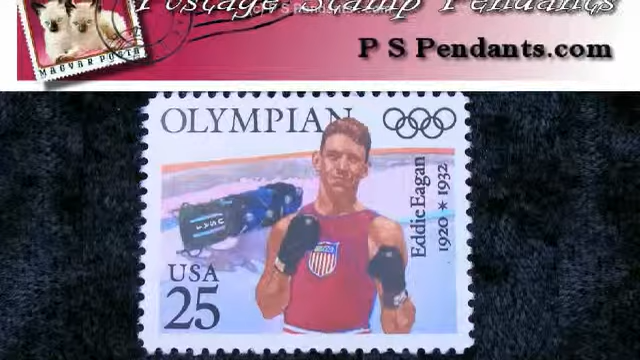 Postage Stamp Pendants
P S Pendants.com
MAGYAR POSTA
OLYMPIAN
Eddie Eagan
1920 * 1932
USA
25